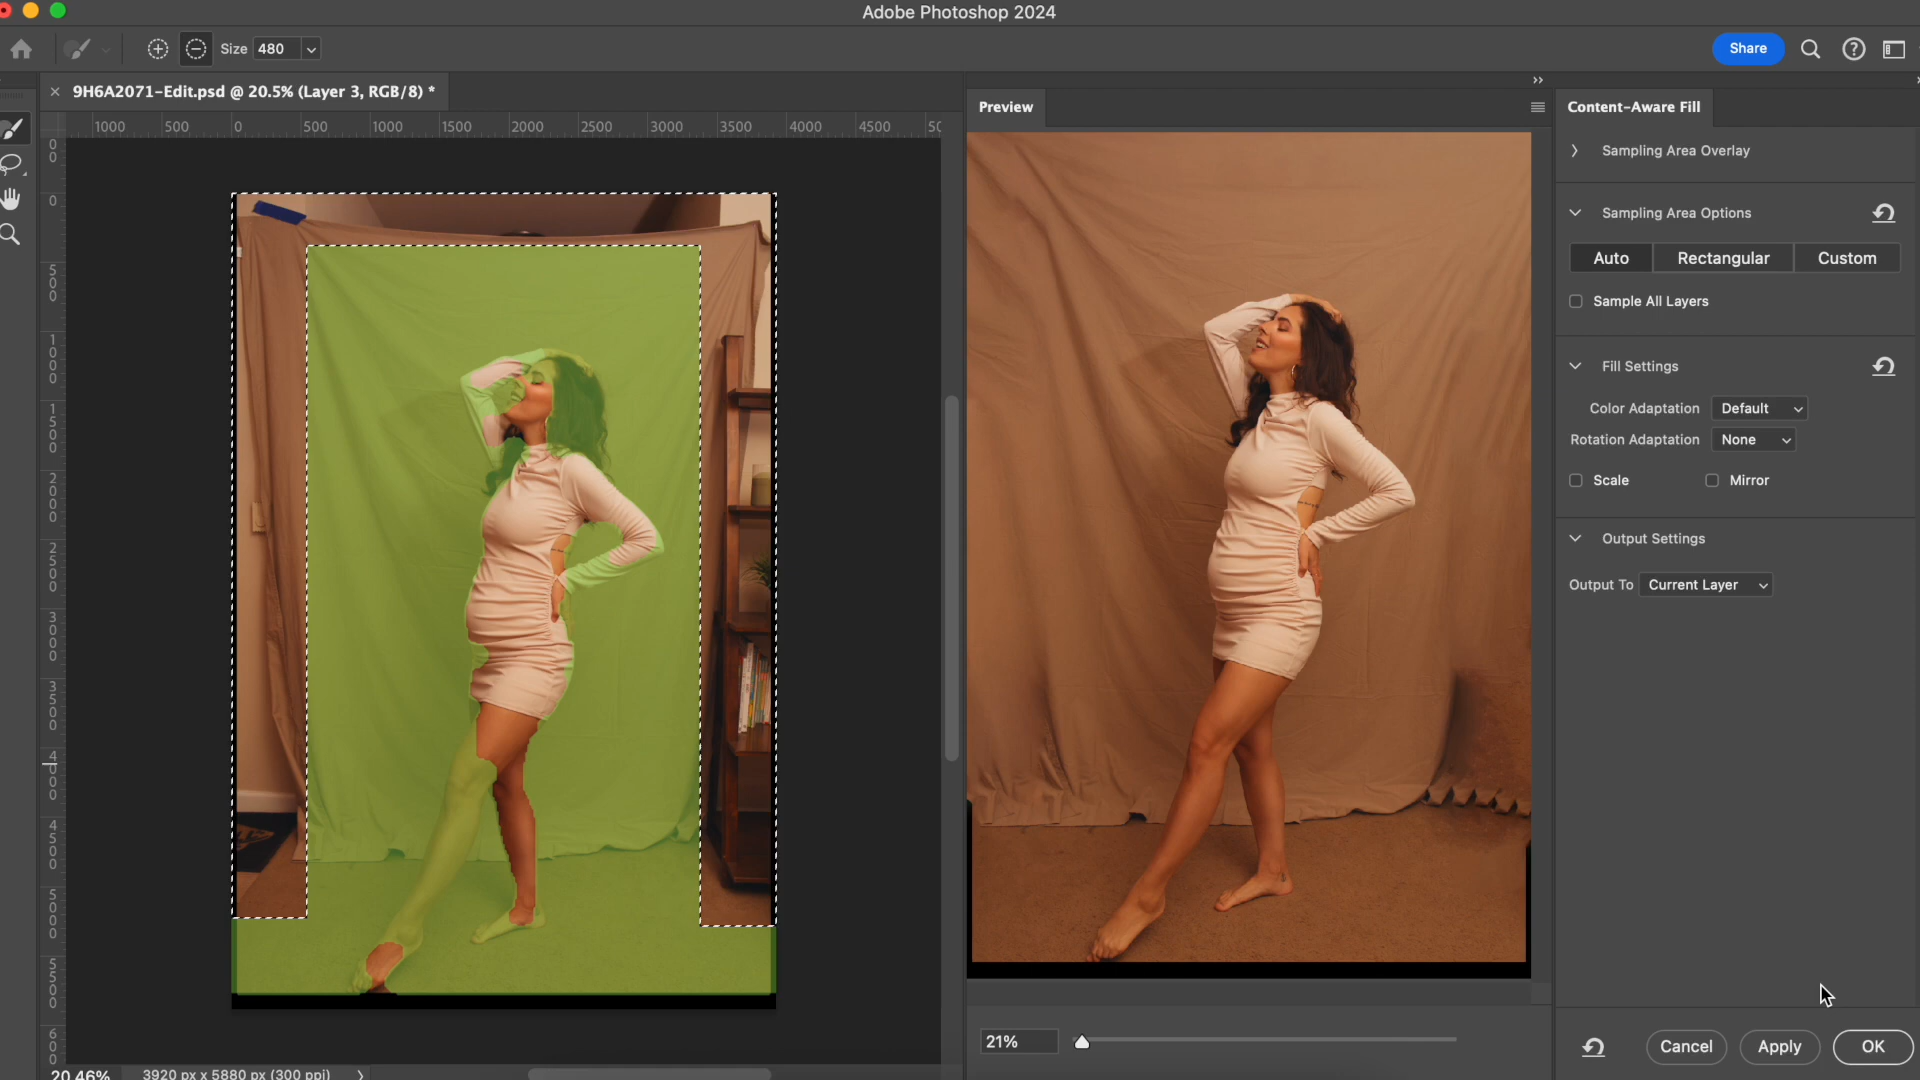 Adobe Photoshop 2024
Size 480
Share
9H6A2071-Edit.psd @ 20.5% (Layer 3, RGB/8) *
1000 500 0 500 1000 1500 2000 2500 3000 3500 4000 4500
0
0
0
500
1000
1500
2000
2500
3000
3500
4000
4500
5000
5500
Preview
21%
20.46% 3920 px x 5880 px (300 ppi)
Content-Aware Fill
Sampling Area Overlay
Sampling Area Options
Auto Rectangular Custom
Sample All Layers
Fill Settings
Color Adaptation Default
Rotation Adaptation None
Scale Mirror
Output Settings
Output To Current Layer
Cancel Apply OK